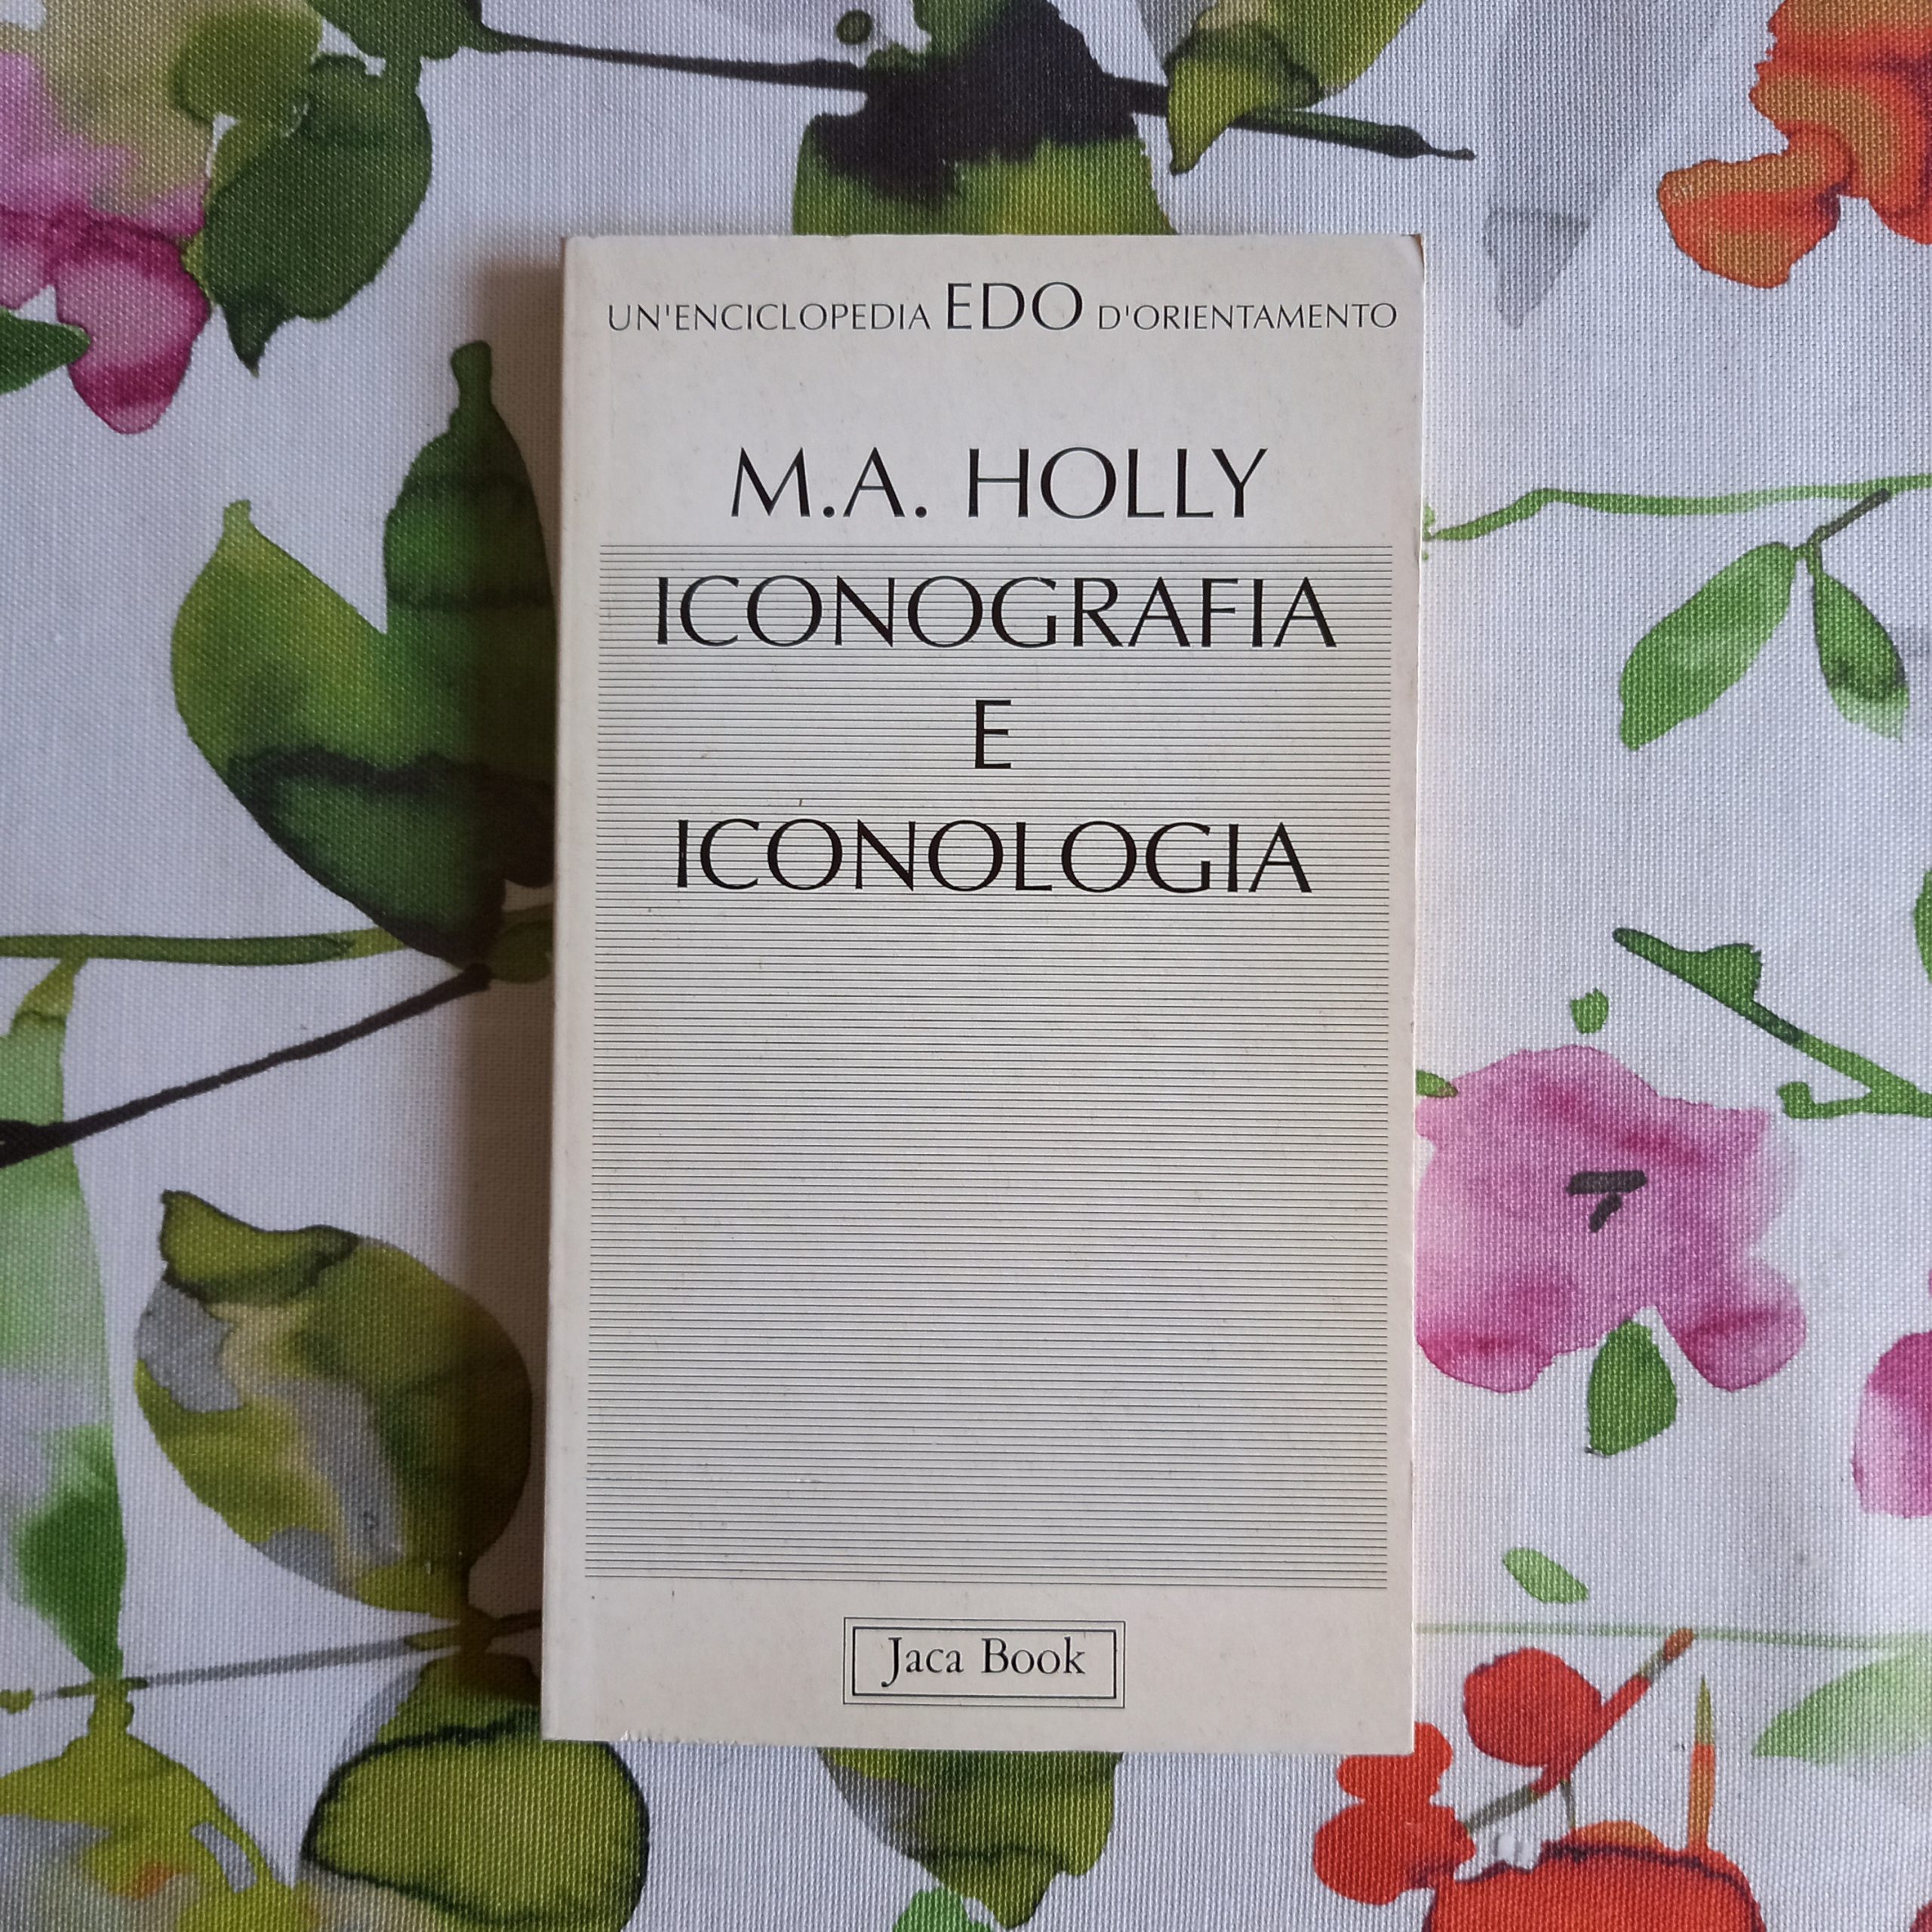 UN'ENCICLOPEDIA EDO D'ORIENTAMENTO
M.A. HOLLY
ICONOGRAFIA
E
ICONOLOGIA
Jaca Book